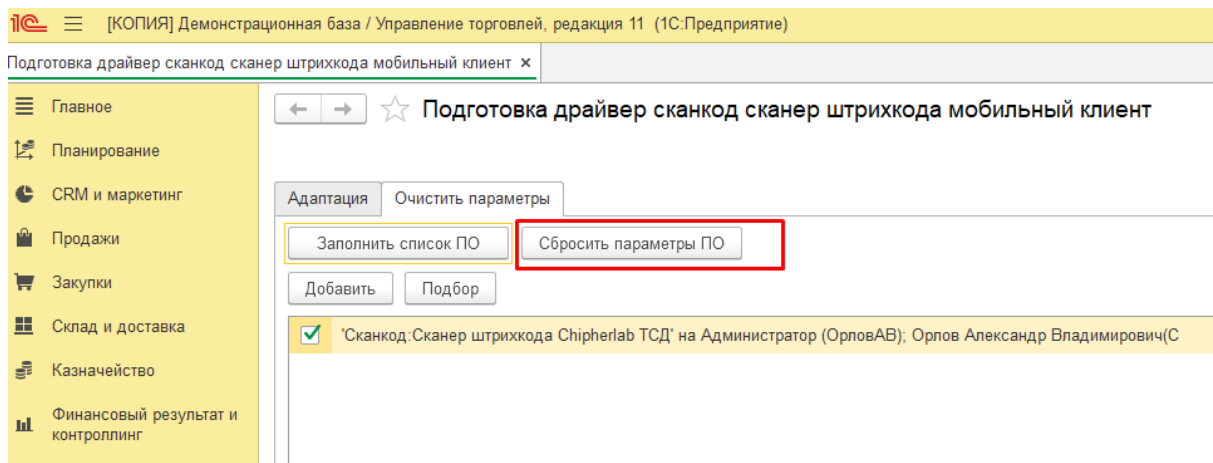 [КОПИЯ] Демонстрационная база / Управление торговлей, редакция 11 (1С:Предприятие)
Подготовка драйвер сканкод сканер штрихкода мобильный клиент ×
Главное
Планирование
CRM и маркетинг
Продажи
Закупки
Склад и доставка
Казначейство
Финансовый результат и
контроллинг
Подготовка драйвер сканкод сканер штрихкода мобильный клиент
Адаптация Очистить параметры
Заполнить список ПО Сбросить параметры ПО
Добавить Подбор
'Сканкод:Сканер штрихкода Chipherlab ТСД' на Администратор (ОрловАВ); Орлов Александр Владимирович(С